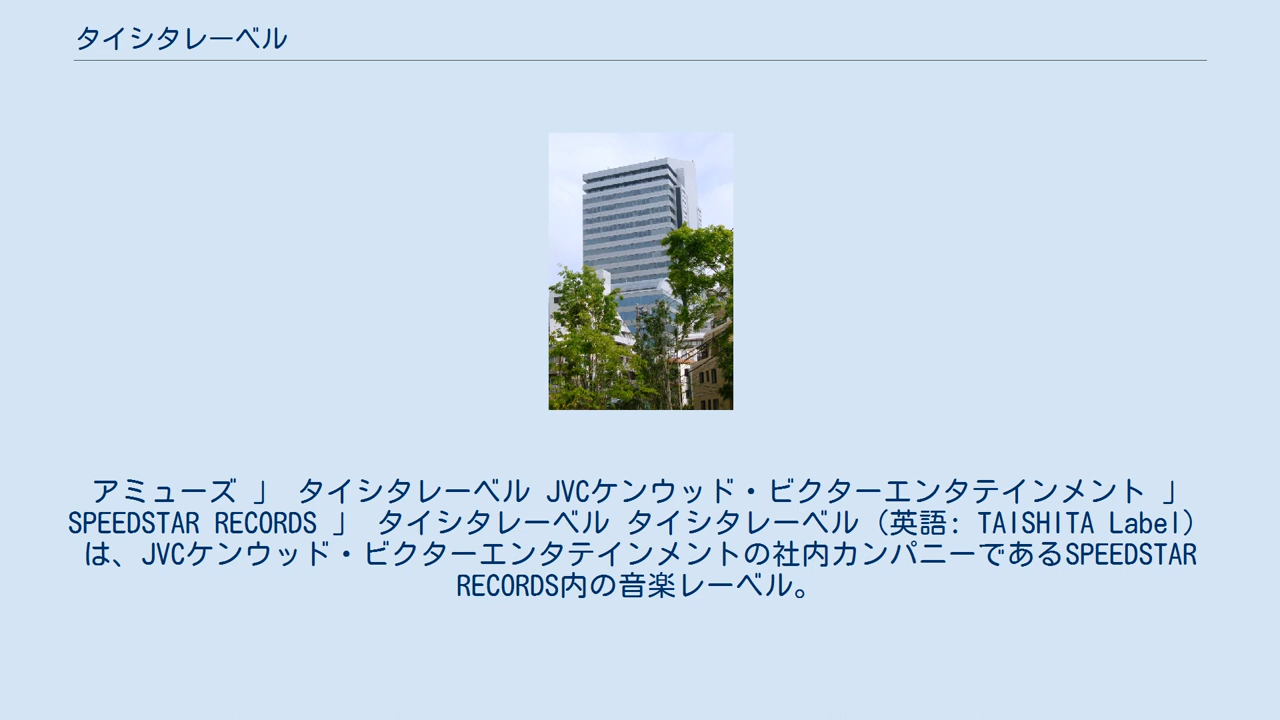 タイシタレーベル
アミューズ 」 タイシタレーベル JVCケンウッド・ビクターエンタテインメント 」
SPEEDSTAR RECORDS 」 タイシタレーベル タイシタレーベル（英語: TAISHITA Label）
は、JVCケンウッド・ビクターエンタテインメントの社内カンパニーであるSPEEDSTAR
RECORDS内の音楽レーベル。